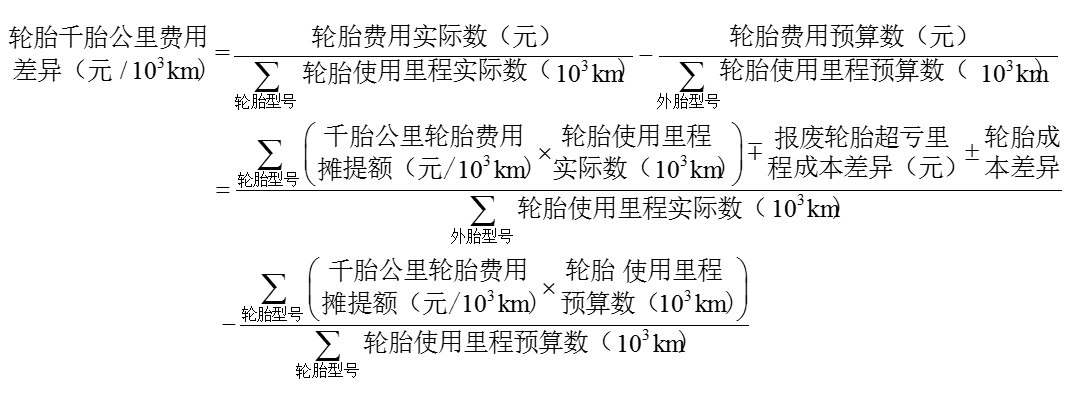 轮胎千胎公里费用差异（元/10³km）= 轮胎费用实际数（元） / ∑轮胎型号 轮胎使用里程实际数（10³km） − 轮胎费用预算数（元） / ∑外胎型号 轮胎使用里程预算数（10³km）
= [∑轮胎型号（千胎公里轮胎费用摊提额（元/10³km）× 轮胎使用里程实际数（10³km））∓ 报废轮胎超亏里程成本差异（元）± 轮胎成本差异] / ∑外胎型号 轮胎使用里程实际数（10³km）
− ∑轮胎型号（千胎公里轮胎费用摊提额（元/10³km）× 轮胎 使用里程预算数（10³km）） / ∑轮胎型号 轮胎使用里程预算数（10³km）